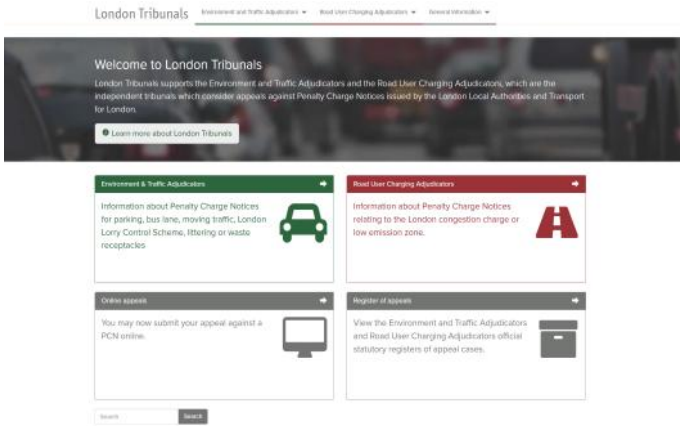 London Tribunals
Environment and Traffic Adjudicators
Road User Charging Adjudicators
General Information
Welcome to London Tribunals
London Tribunals supports the Environment and Traffic Adjudicators and the Road User Charging Adjudicators, which are the
independent tribunals which consider appeals against Penalty Charge Notices issued by the London Local Authorities and Transport
for London.
Learn more about London Tribunals
Environment & Traffic Adjudicators
Information about Penalty Charge Notices
for parking, bus lane, moving traffic, London
Lorry Control Scheme, littering or waste
receptacles
Road User Charging Adjudicators
Information about Penalty Charge Notices
relating to the London congestion charge or
low emission zone.
Online appeals
You may now submit your appeal against a
PCN online.
Register of appeals
View the Environment and Traffic Adjudicators
and Road User Charging Adjudicators official
statutory registers of appeal cases.
Search
Search